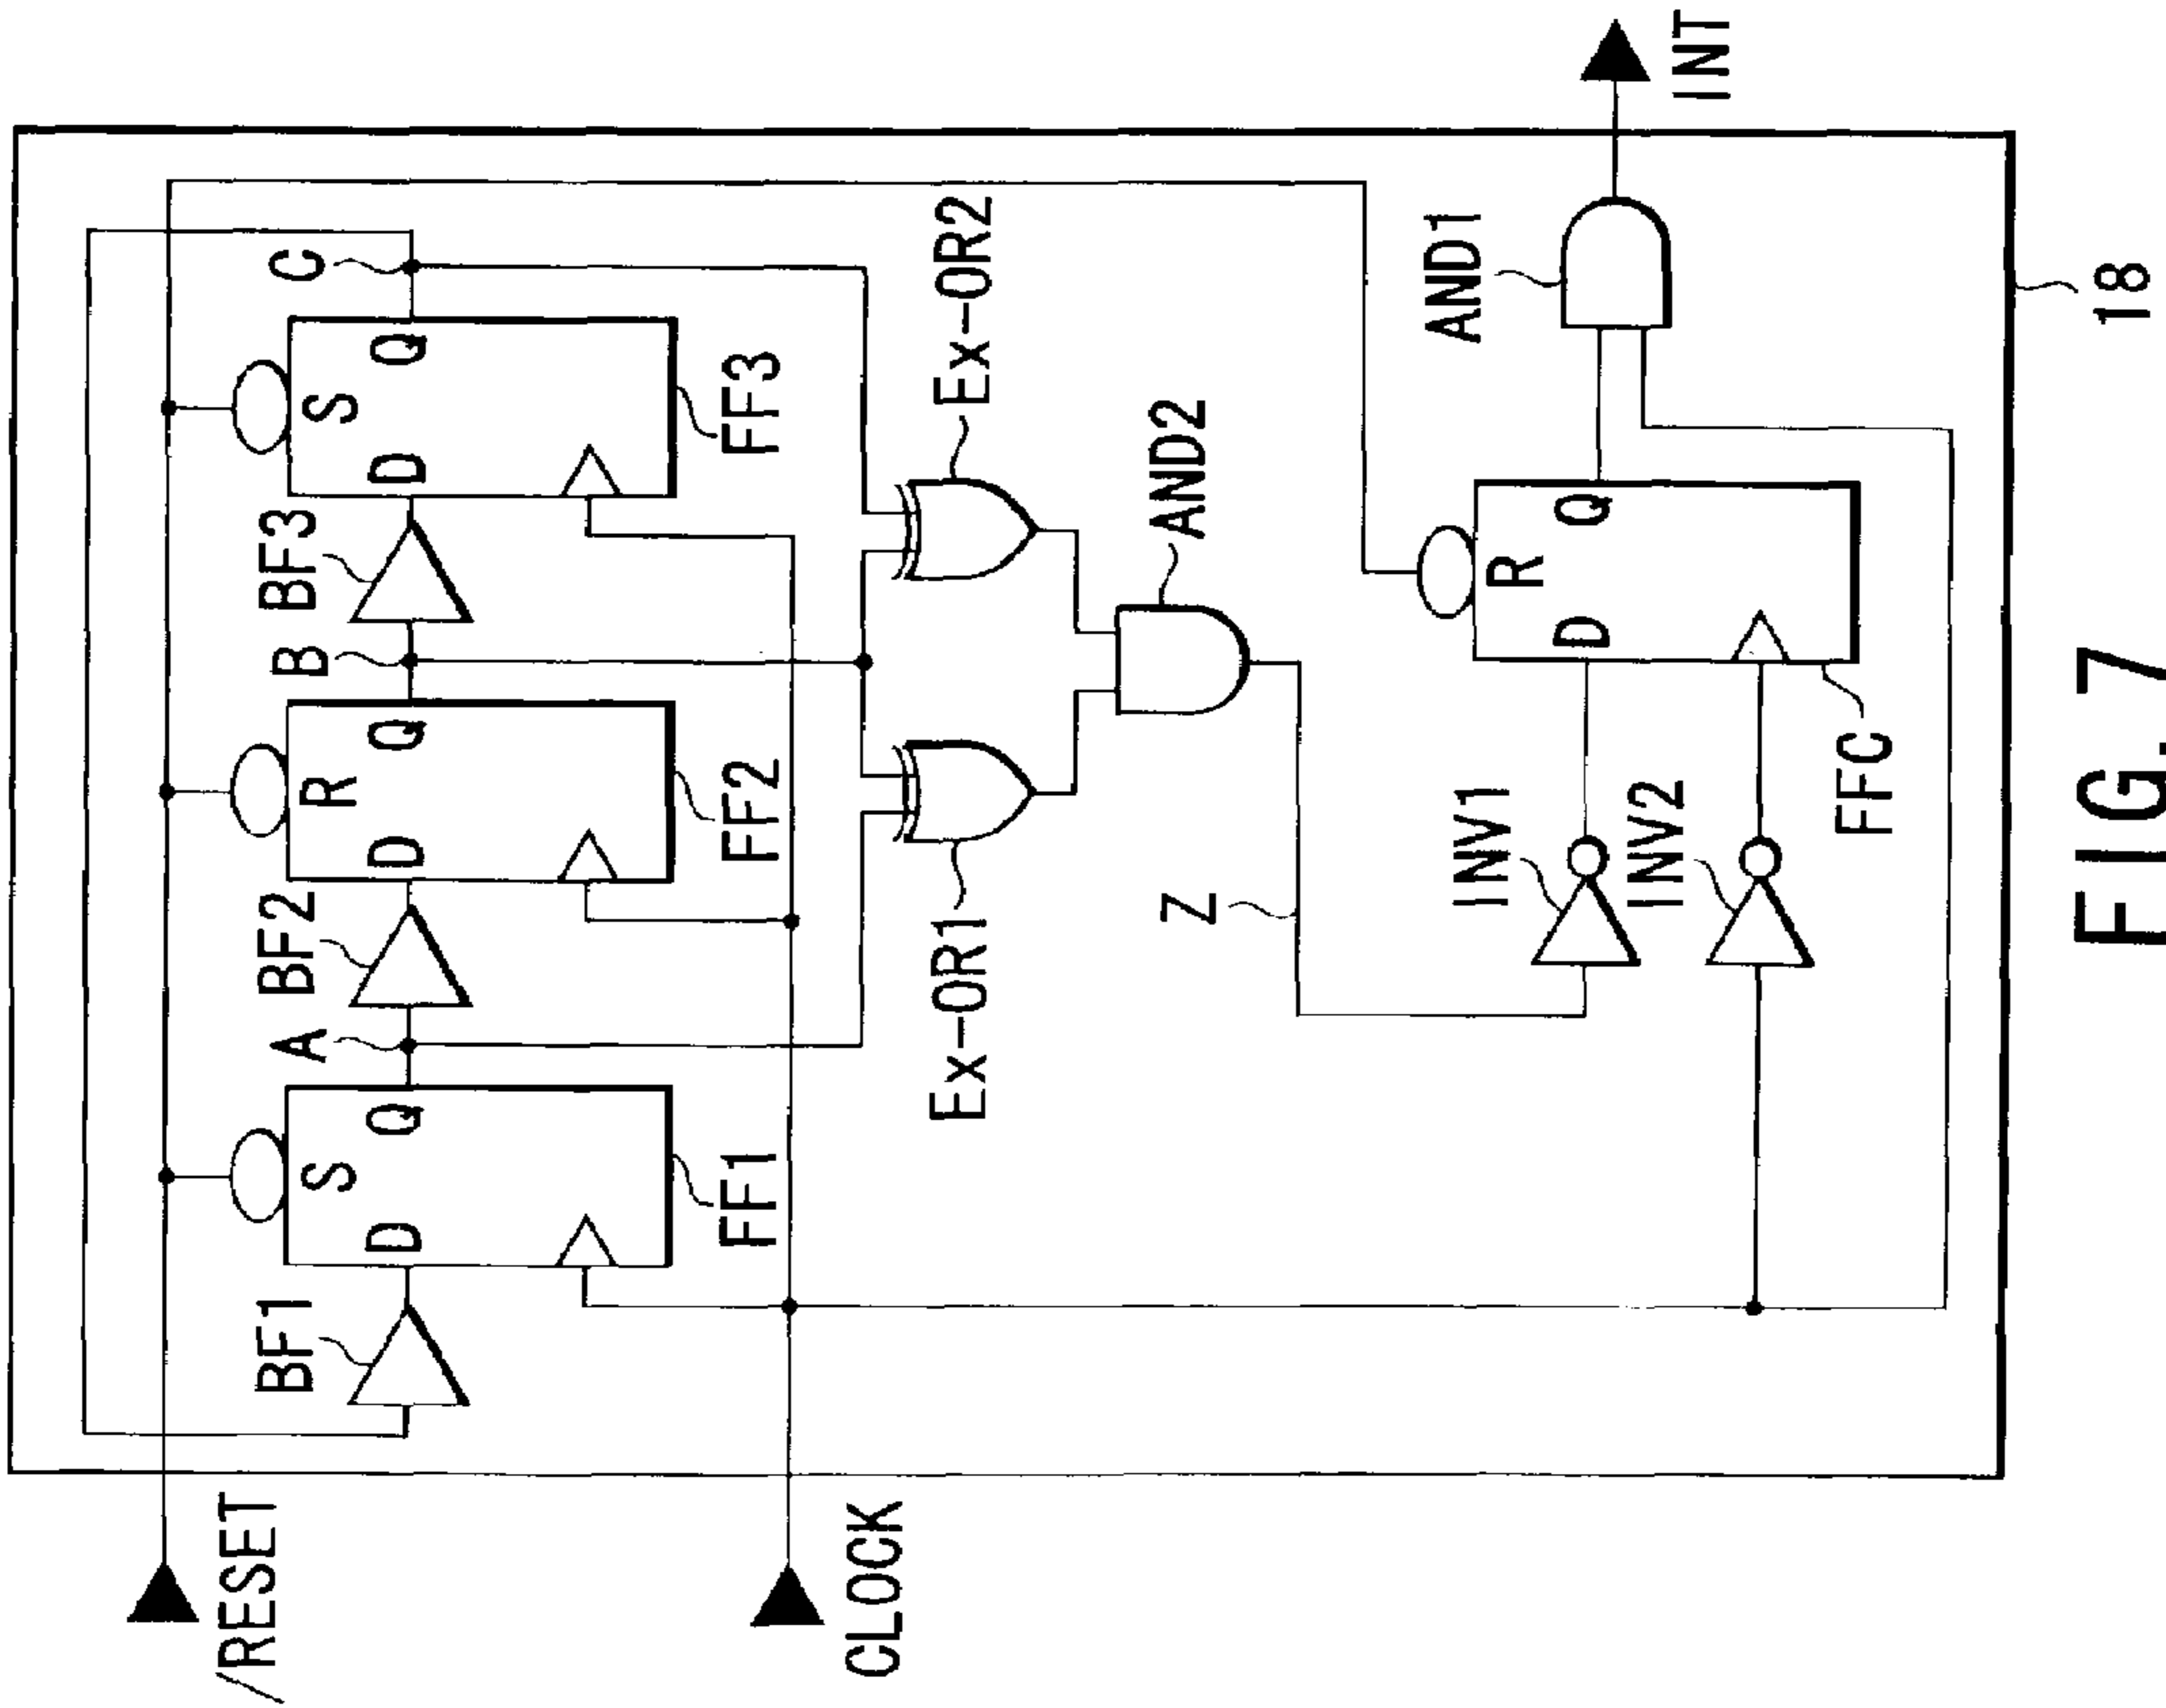 C
S
D
Q
FF3
BF3
B
R
D
Q
FF2
BF2
A
S
D
Q
FF1
BF1
/RESET
CLOCK
Ex-OR1
Ex-OR2
AND2
Z
INV1
INV2
R
D
Q
FFC
AND1
INT
18
FIG. 7